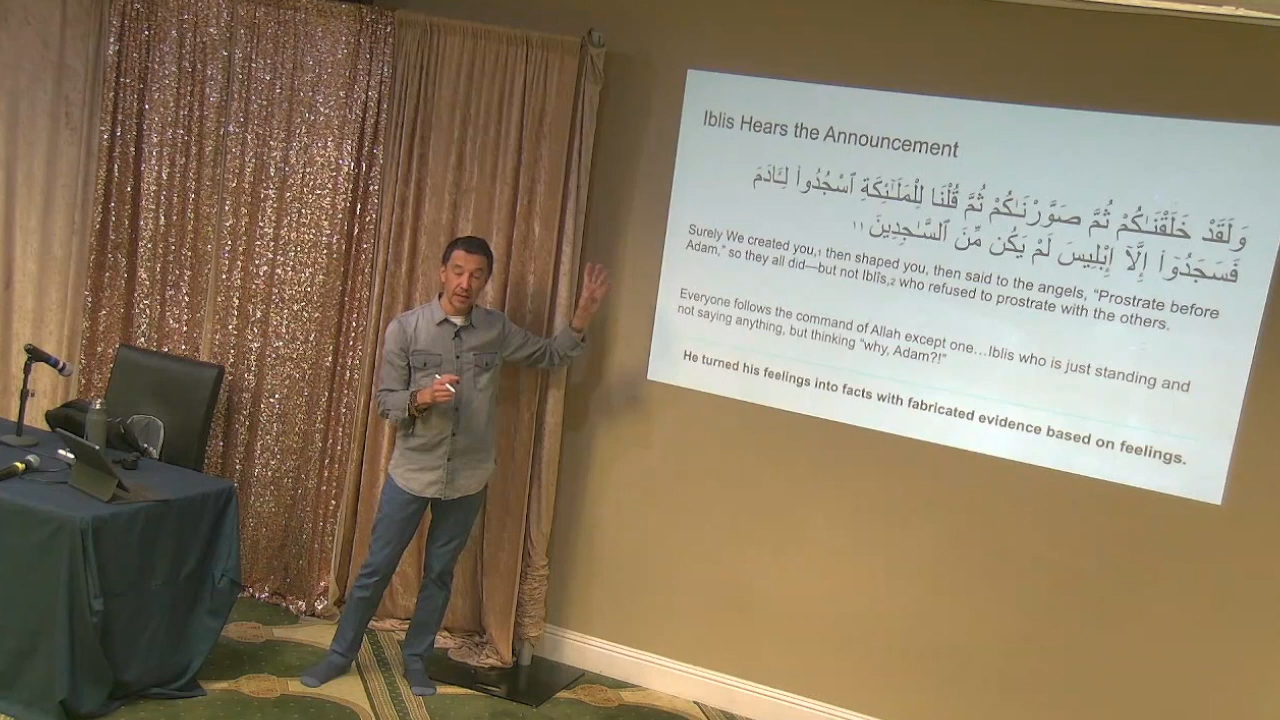 Iblis Hears the Announcement
وَلَقَدْ خَلَقْنَـٰكُمْ ثُمَّ صَوَّرْنَـٰكُمْ ثُمَّ قُلْنَا لِلْمَلَـٰٓئِكَةِ ٱسْجُدُوا۟ لِـَٔادَمَ
فَسَجَدُوٓا۟ إِلَّآ إِبْلِيسَ لَمْ يَكُن مِّنَ ٱلسَّـٰجِدِينَ ١١
Surely We created you,1 then shaped you, then said to the angels, “Prostrate before
Adam,” so they all did—but not Iblîs,2 who refused to prostrate with the others.
Everyone follows the command of Allah except one…Iblis who is just standing and
not saying anything, but thinking “why, Adam?!”
He turned his feelings into facts with fabricated evidence based on feelings.